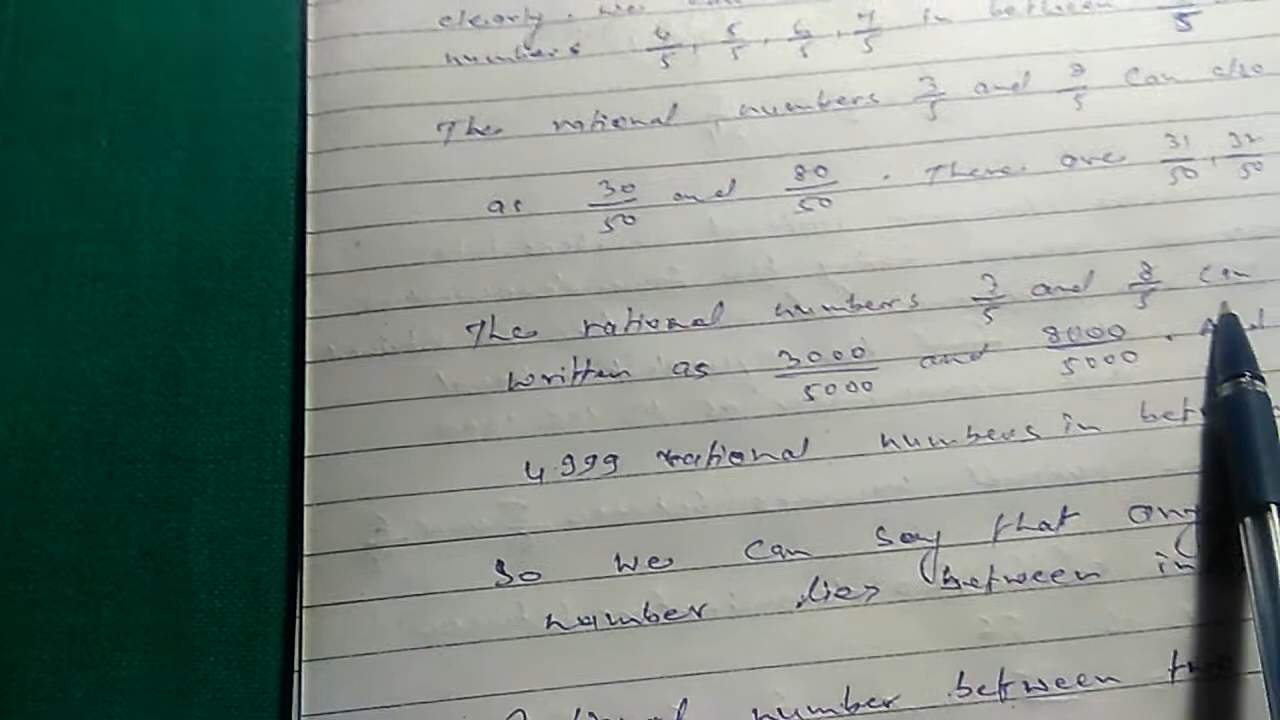 clearly. we
numbers 4/5, 5/5, 6/5, 7/5 in between /5
The rational numbers 3/5 and 8/5 can also
as 30/50 and 80/50. There are 31/50, 32/50
The rational numbers 3/5 and 8/5 can
written as 3000/5000 and 8000/5000.
4999 rational numbers in bet
So we can say that any
number lies between in
number between two